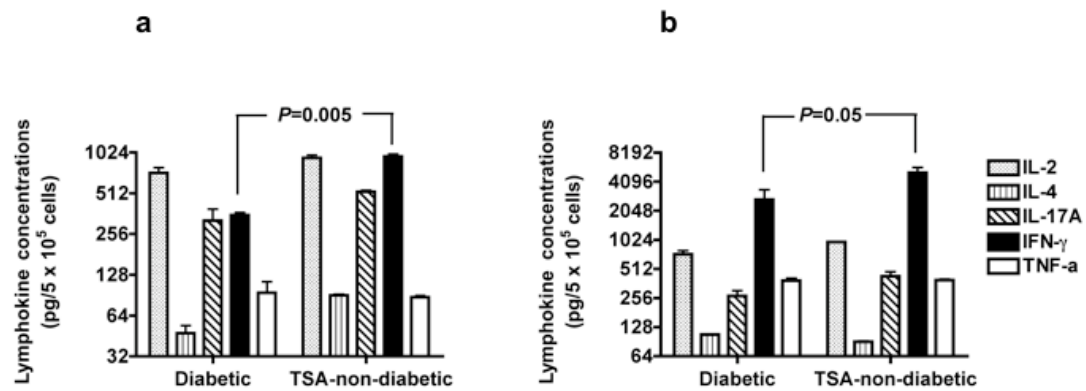 a
P=0.005
Lymphokine concentrations
(pg/5 x 10⁵ cells)
1024
512
256
128
64
32
Diabetic
TSA-non-diabetic
b
P=0.05
Lymphokine concentrations
(pg/5 x 10⁵ cells)
8192
4096
2048
1024
512
256
128
64
Diabetic
TSA-non-diabetic
IL-2
IL-4
IL-17A
IFN-γ
TNF-a